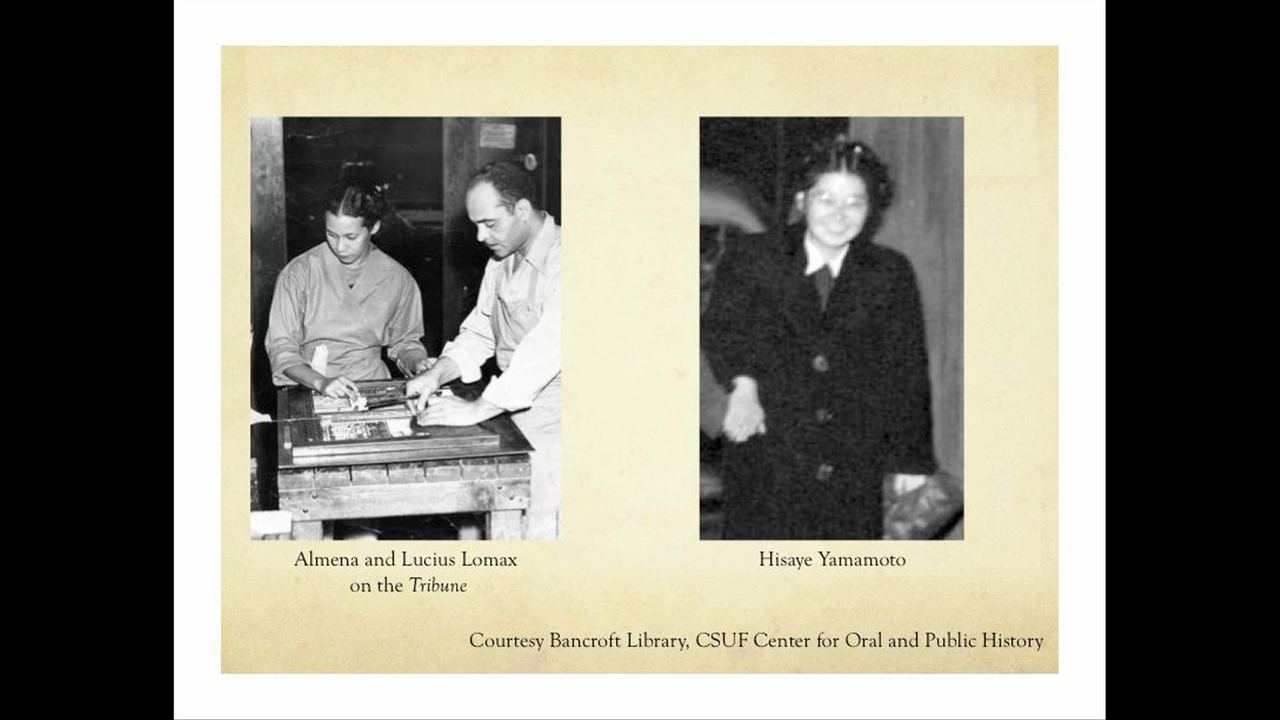 Almena and Lucius Lomax
on the Tribune
Hisaye Yamamoto
Courtesy Bancroft Library, CSUF Center for Oral and Public History